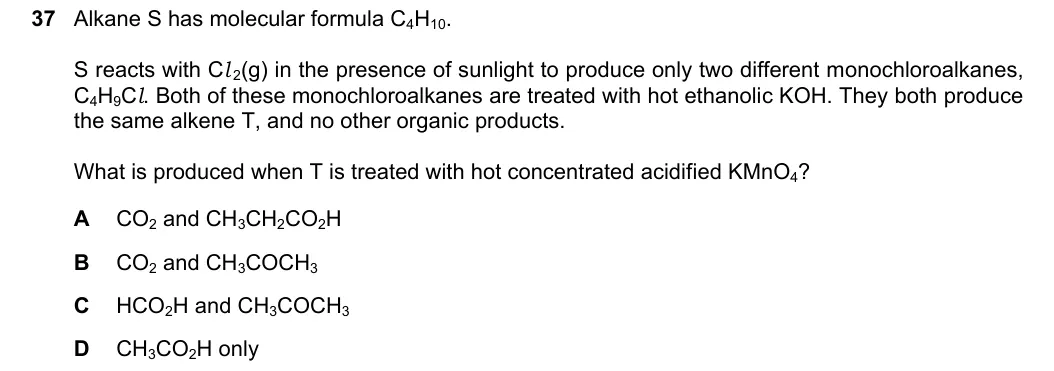 37 Alkane S has molecular formula C₄H₁₀.
S reacts with Cl₂(g) in the presence of sunlight to produce only two different monochloroalkanes,
C₄H₉Cl. Both of these monochloroalkanes are treated with hot ethanolic KOH. They both produce
the same alkene T, and no other organic products.
What is produced when T is treated with hot concentrated acidified KMnO₄?
A CO₂ and CH₃CH₂CO₂H
B CO₂ and CH₃COCH₃
C HCO₂H and CH₃COCH₃
D CH₃CO₂H only